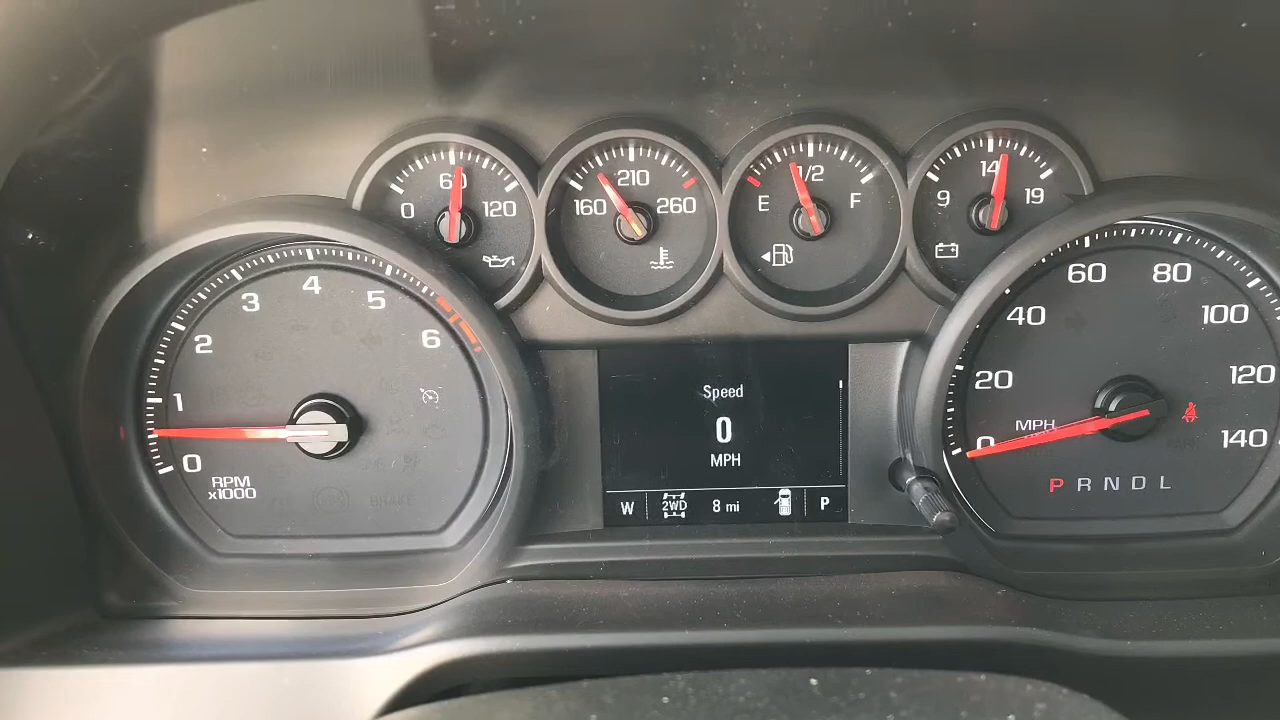 0 60 120
160 210 260
E 1/2 F
9 14 19
0 1 2 3 4 5 6
RPM
x1000
BRAKE
Speed
0
MPH
W 2WD 8 mi P
0 20 40 60 80 100 120 140
MPH
P R N D L